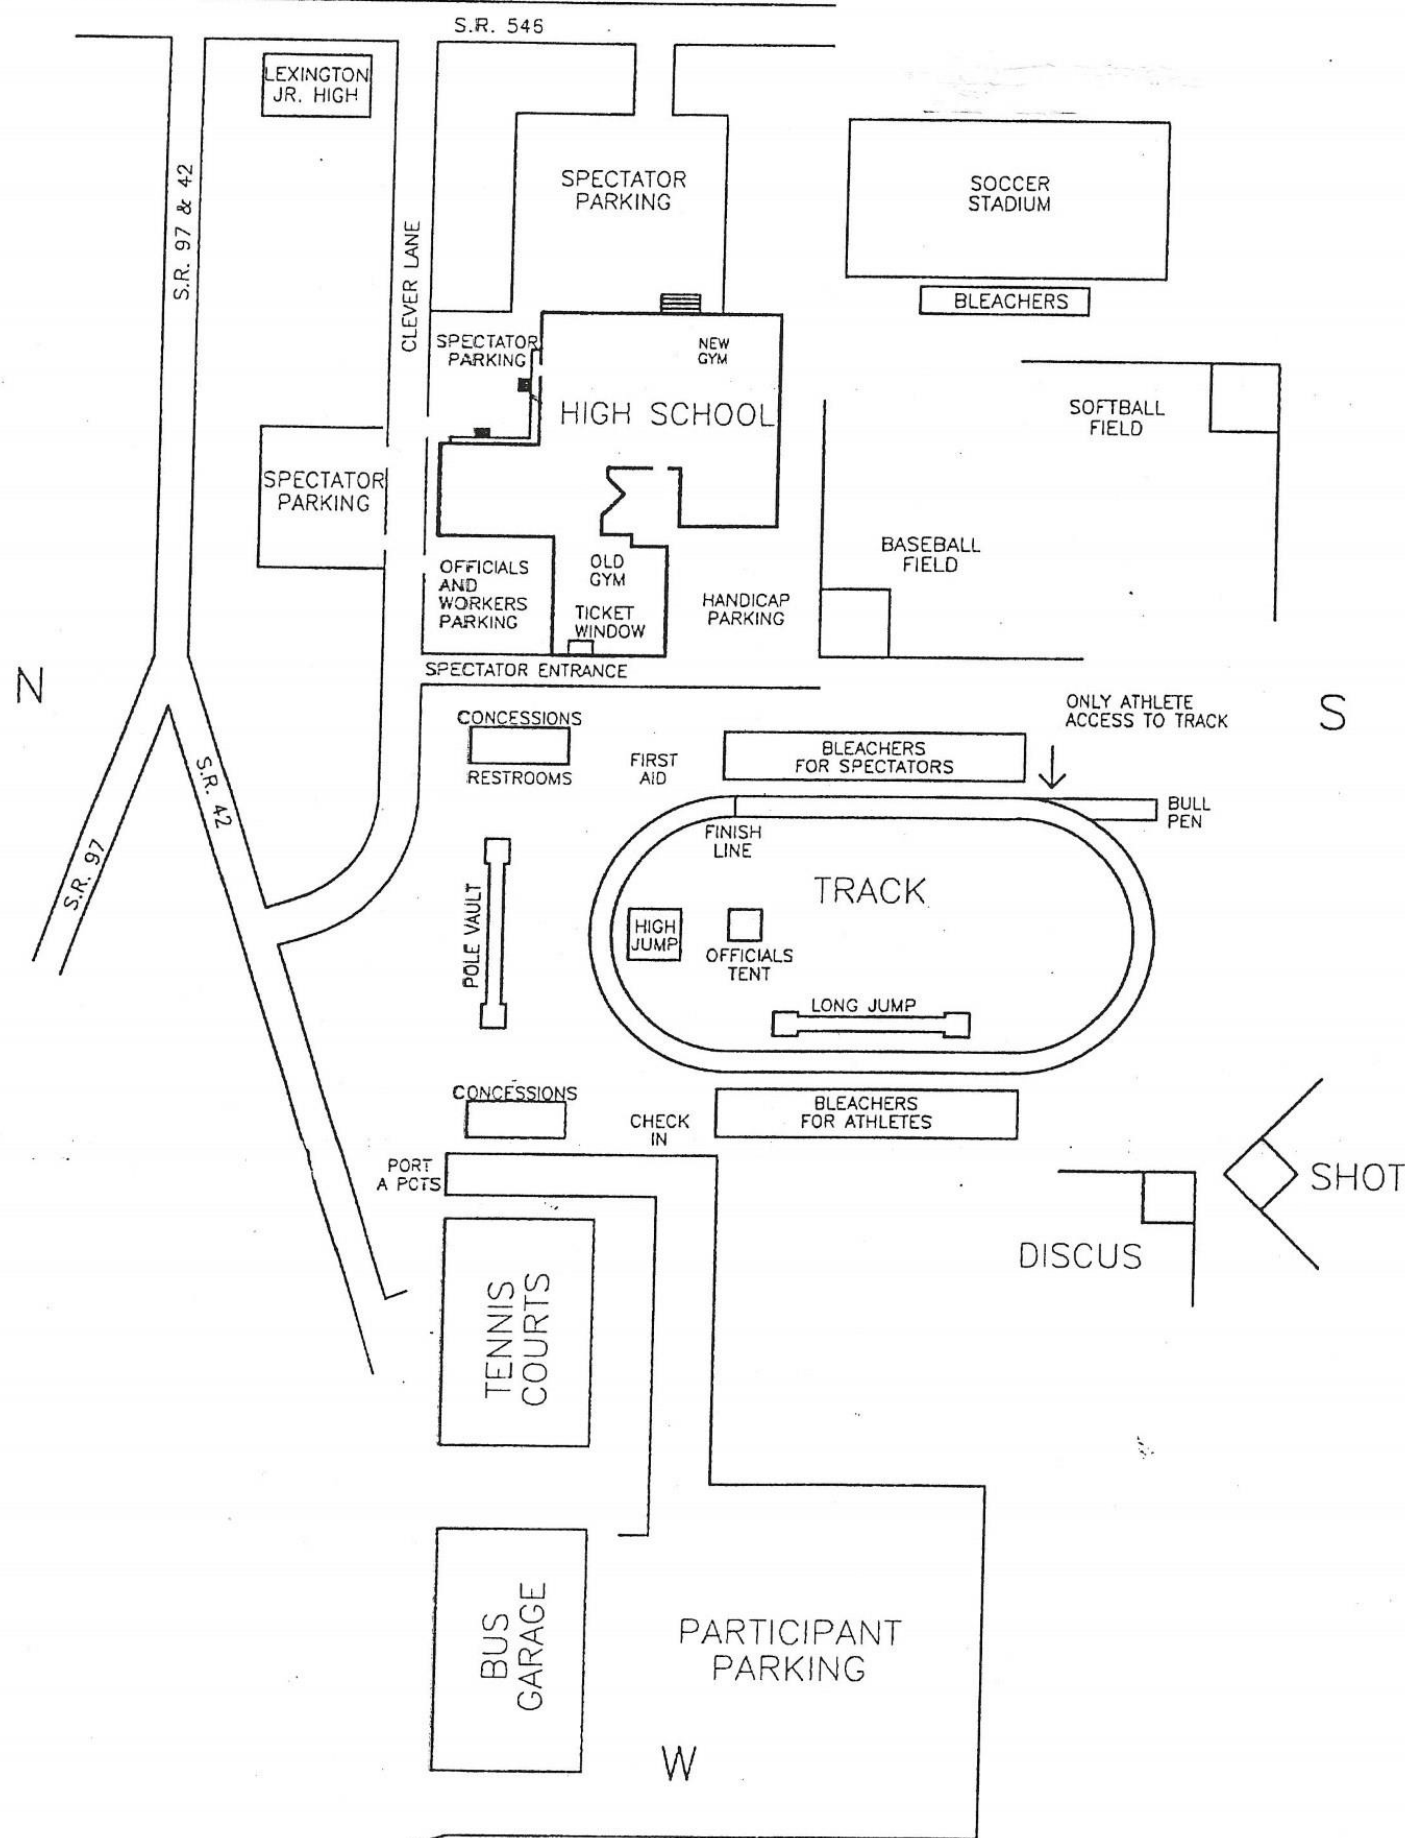 S.R. 546
LEXINGTON
JR. HIGH
S.R. 97 & 42
CLEVER LANE
SPECTATOR
PARKING
SOCCER
STADIUM
BLEACHERS
SPECTATOR
PARKING
NEW
GYM
HIGH SCHOOL
SOFTBALL
FIELD
SPECTATOR
PARKING
BASEBALL
FIELD
OFFICIALS
AND
WORKERS
PARKING
OLD
GYM
TICKET
WINDOW
HANDICAP
PARKING
SPECTATOR ENTRANCE
N
S
ONLY ATHLETE
ACCESS TO TRACK
CONCESSIONS
RESTROOMS
FIRST
AID
BLEACHERS
FOR SPECTATORS
BULL
PEN
S.R. 42
S.R. 97
FINISH
LINE
TRACK
POLE VAULT
HIGH
JUMP
OFFICIALS
TENT
LONG JUMP
CONCESSIONS
CHECK
IN
BLEACHERS
FOR ATHLETES
PORT
A POTS
SHOT
DISCUS
TENNIS
COURTS
BUS
GARAGE
PARTICIPANT
PARKING
W